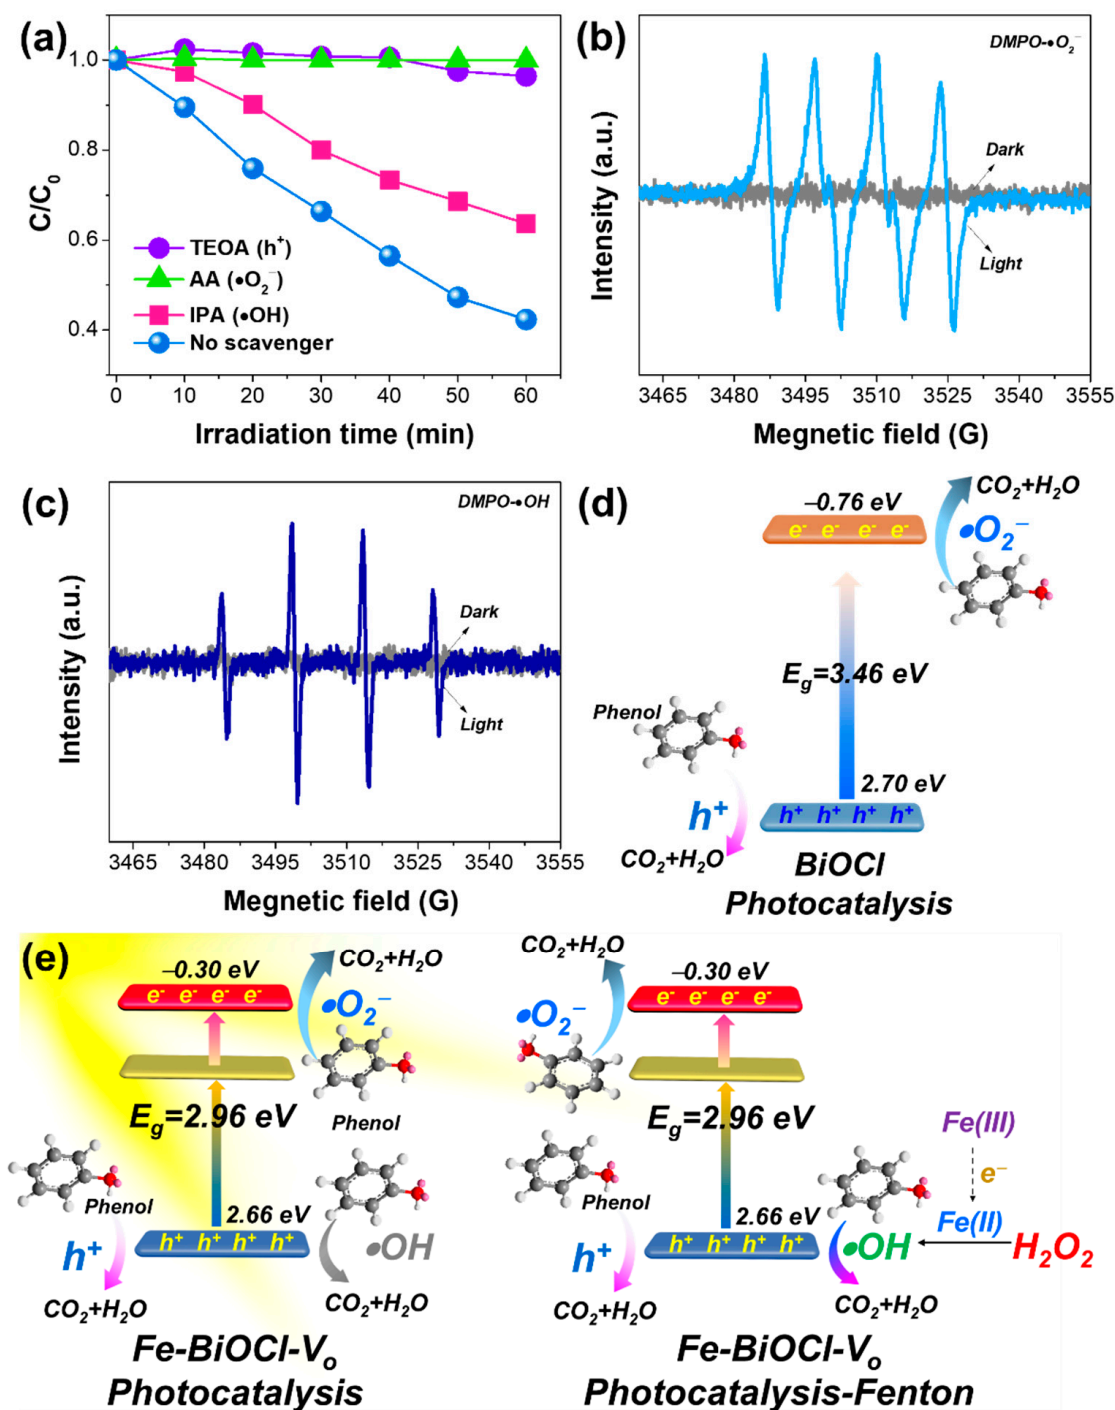 (a)
1.0
0.8
0.6
0.4
C/C₀
TEOA (h⁺)
AA (•O₂⁻)
IPA (•OH)
No scavenger
0 10 20 30 40 50 60
Irradiation time (min)
(b)
DMPO-•O₂⁻
Intensity (a.u.)
Dark
Light
3465 3480 3495 3510 3525 3540 3555
Megnetic field (G)
(c)
DMPO-•OH
Intensity (a.u.)
Dark
Light
3465 3480 3495 3510 3525 3540 3555
Megnetic field (G)
(d)
–0.76 eV
e⁻ e⁻ e⁻ e⁻
CO₂+H₂O
•O₂⁻
E_g=3.46 eV
Phenol
2.70 eV
h⁺ h⁺ h⁺ h⁺
h⁺
CO₂+H₂O
BiOCl
Photocatalysis
(e)
–0.30 eV
e⁻ e⁻ e⁻ e⁻
CO₂+H₂O
•O₂⁻
E_g=2.96 eV
Phenol
Phenol
2.66 eV
h⁺ h⁺ h⁺ h⁺
h⁺
•OH
CO₂+H₂O
CO₂+H₂O
Fe-BiOCl-Vₒ
Photocatalysis
CO₂+H₂O
–0.30 eV
e⁻ e⁻ e⁻ e⁻
•O₂⁻
E_g=2.96 eV
Fe(III)
e⁻
Phenol
2.66 eV
Fe(II)
h⁺ h⁺ h⁺ h⁺
h⁺
•OH
H₂O₂
CO₂+H₂O
CO₂+H₂O
Fe-BiOCl-Vₒ
Photocatalysis-Fenton